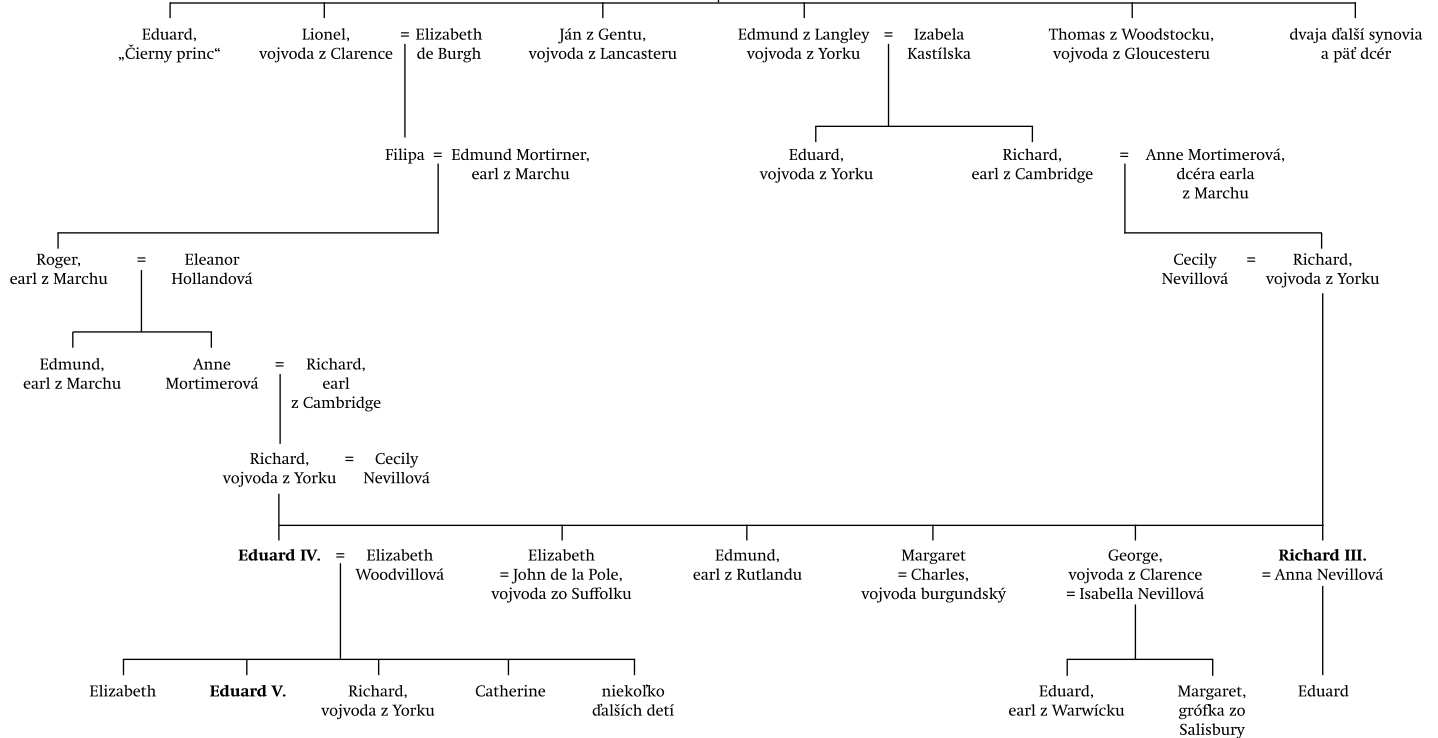 Eduard,
„Čierny princ“
Lionel,
vojvoda z Clarence
=
Elizabeth
de Burgh
Ján z Gentu,
vojvoda z Lancasteru
Edmund z Langley
vojvoda z Yorku
=
Izabela
Kastílska
Thomas z Woodstocku,
vojvoda z Gloucesteru
dvaja ďalší synovia
a päť dcér
Filipa
=
Edmund Mortirner,
earl z Marchu
Eduard,
vojvoda z Yorku
Richard,
earl z Cambridge
=
Anne Mortimerová,
dcéra earla
z Marchu
Roger,
earl z Marchu
=
Eleanor
Hollandová
Cecily
Nevillová
=
Richard,
vojvoda z Yorku
Edmund,
earl z Marchu
Anne
Mortimerová
=
Richard,
earl
z Cambridge
Richard,
vojvoda z Yorku
=
Cecily
Nevillová
Eduard IV.
=
Elizabeth
Woodvillová
Elizabeth
= John de la Pole,
vojvoda zo Suffolku
Edmund,
earl z Rutlandu
Margaret
= Charles,
vojvoda burgundský
George,
vojvoda z Clarence
= Isabella Nevillová
Richard III.
= Anna Nevillová
Elizabeth
Eduard V.
Richard,
vojvoda z Yorku
Catherine
niekoľko
ďalších detí
Eduard,
earl z Warwícku
Margaret,
grófka zo
Salisbury
Eduard